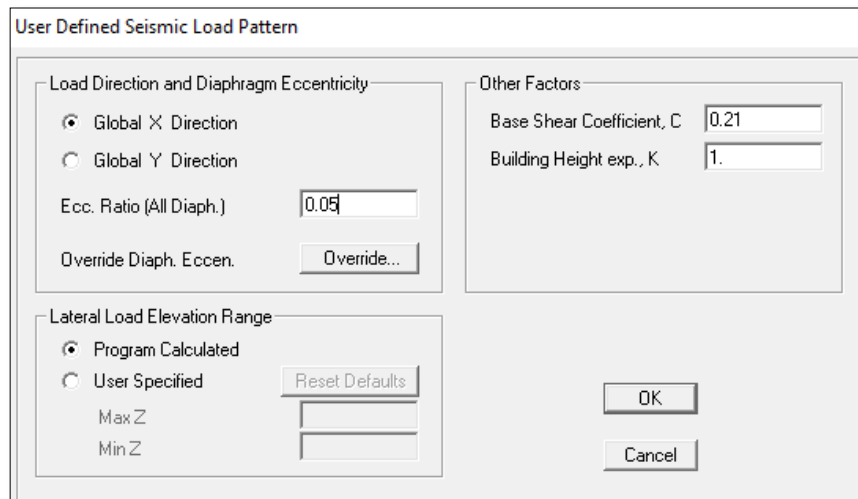 User Defined Seismic Load Pattern
Load Direction and Diaphragm Eccentricity
Global X Direction
Global Y Direction
Ecc. Ratio (All Diaph.) 0.05
Override Diaph. Eccen. Override...
Other Factors
Base Shear Coefficient, C 0.21
Building Height exp., K 1.
Lateral Load Elevation Range
Program Calculated
User Specified Reset Defaults
Max Z
Min Z
OK
Cancel